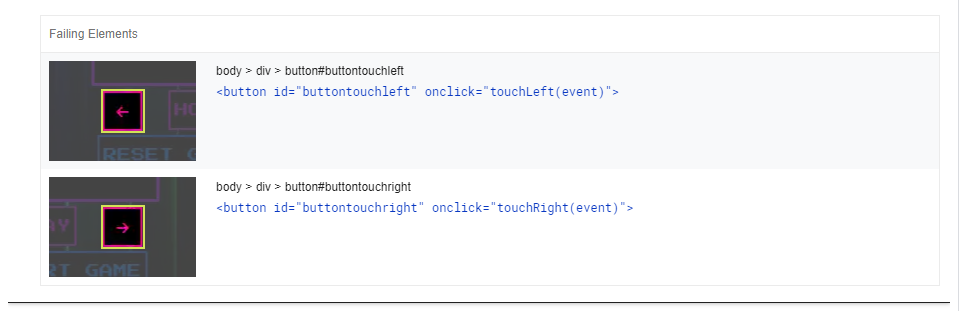 Failing Elements
body > div > button#buttontouchleft
<button id="buttontouchleft" onclick="touchLeft(event)">
←
HO
RESET G
body > div > button#buttontouchright
<button id="buttontouchright" onclick="touchRight(event)">
AY
→
RT GAME